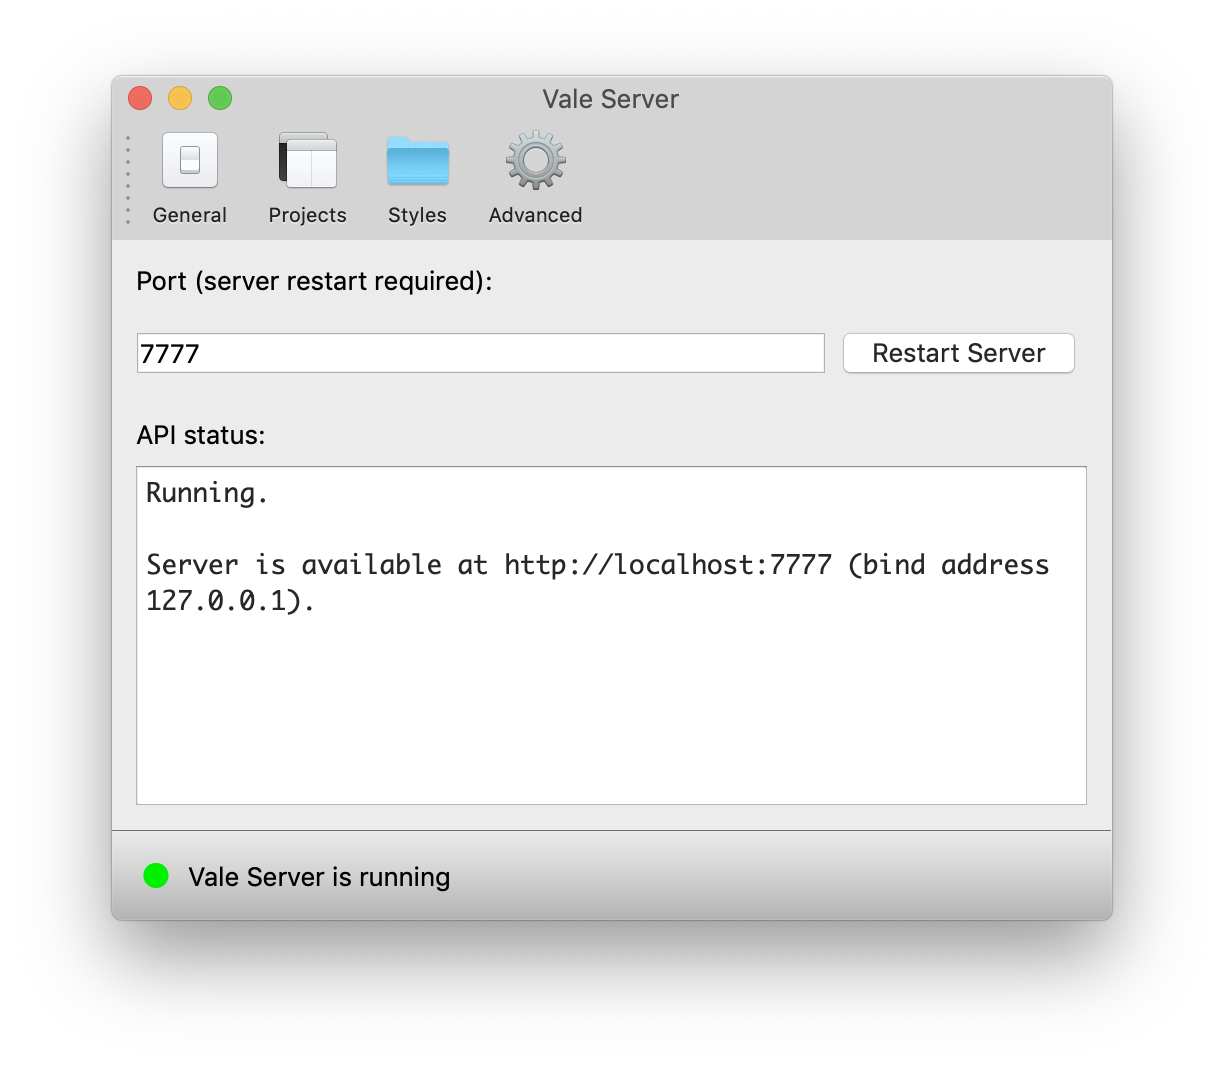 Vale Server
General
Projects
Styles
Advanced
Port (server restart required):
7777
Restart Server
API status:
Running.
Server is available at http://localhost:7777 (bind address
127.0.0.1).
Vale Server is running